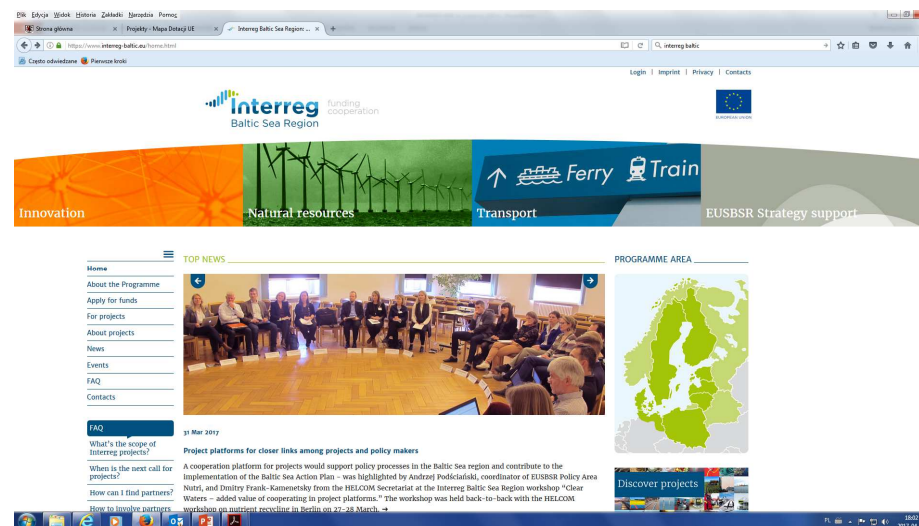 Plik Edycja Widok Historia Zakładki Narzędzia Pomoc
Strona główna × Projekty - Mapa Dotacji UE × Interreg Baltic Sea Region: ... × +
https://www.interreg-baltic.eu/home.html
interreg baltic
Często odwiedzane Pierwsze kroki
Login | Imprint | Privacy | Contacts
Interreg
Baltic Sea Region
funding
cooperation
EUROPEAN UNION
Innovation
Natural resources
Ferry Train
Transport
EUSBSR Strategy support
Home
About the Programme
Apply for funds
For projects
About projects
News
Events
FAQ
Contacts
FAQ
What's the scope of
Interreg projects?
When is the next call for
projects?
How can I find partners?
How to involve partners
TOP NEWS
31 Mar 2017
Project platforms for closer links among projects and policy makers
A cooperation platform for projects would support policy processes in the Baltic Sea region and contribute to the
implementation of the Baltic Sea Action Plan – was highlighted by Andrzej Podścianski, coordinator of EUSBSR Policy Area
Nutri, and Dmitry Frank-Kamenetsky from the HELCOM Secretariat at the Interreg Baltic Sea Region workshop "Clear
Waters – added value of cooperating in project platforms." The workshop was held back-to-back with the HELCOM
workshop on nutrient recycling in Berlin on 27-28 March. →
PROGRAMME AREA
Discover projects
PL
18:02